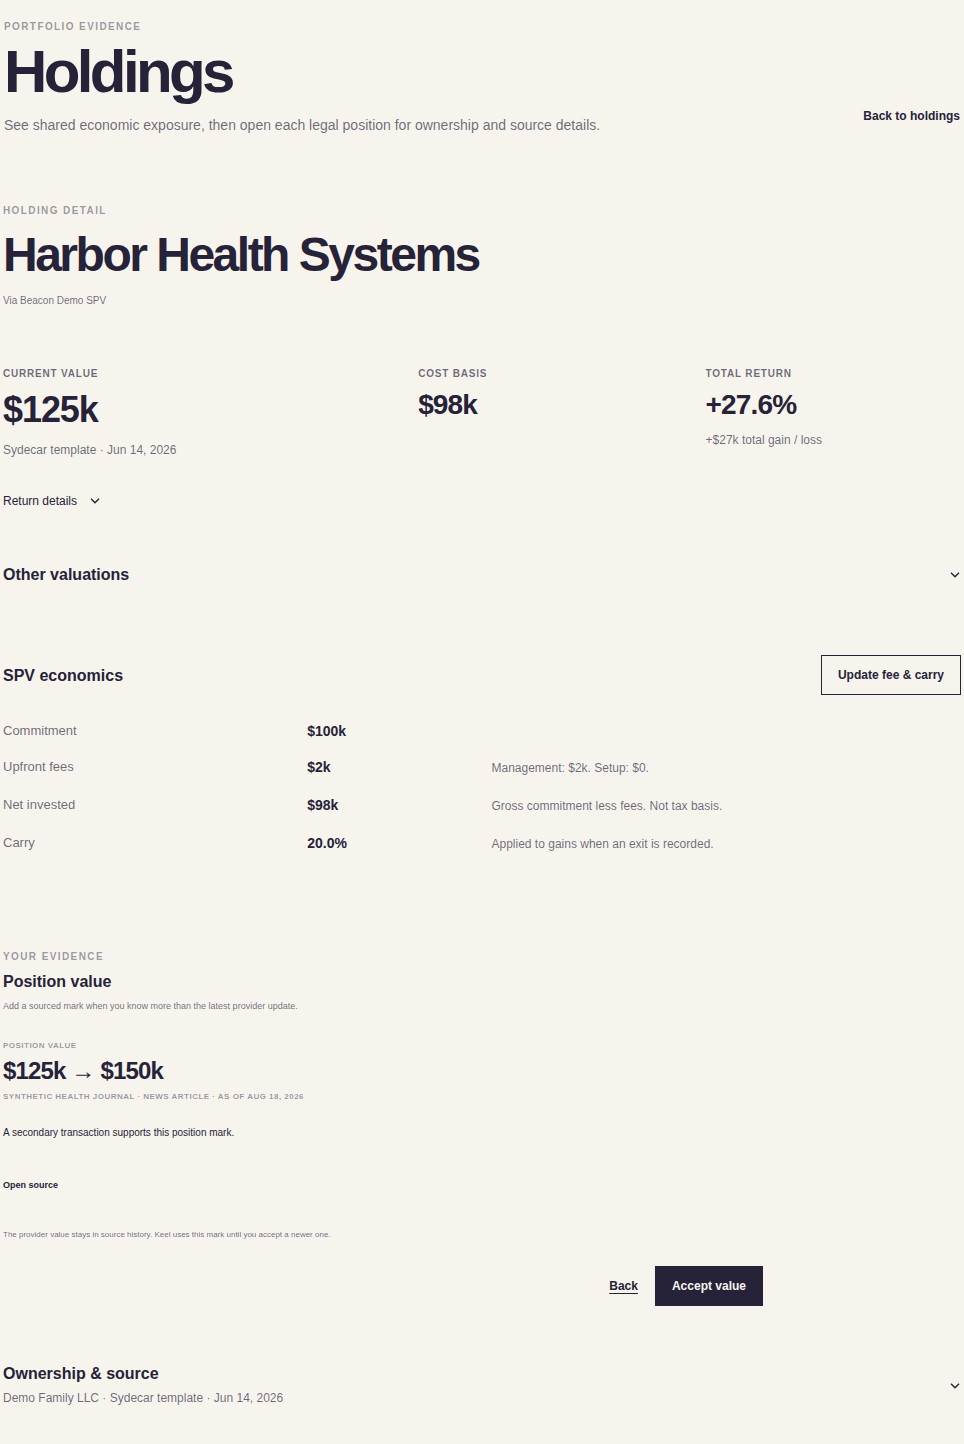 PORTFOLIO EVIDENCE
Holdings
See shared economic exposure, then open each legal position for ownership and source details.
Back to holdings
HOLDING DETAIL
Harbor Health Systems
Via Beacon Demo SPV
CURRENT VALUE
$125k
Sydecar template · Jun 14, 2026
COST BASIS
$98k
TOTAL RETURN
+27.6%
+$27k total gain / loss
Return details
Other valuations
SPV economics
Update fee & carry
Commitment $100k
Upfront fees $2k Management: $2k. Setup: $0.
Net invested $98k Gross commitment less fees. Not tax basis.
Carry 20.0% Applied to gains when an exit is recorded.
YOUR EVIDENCE
Position value
Add a sourced mark when you know more than the latest provider update.
POSITION VALUE
$125k → $150k
SYNTHETIC HEALTH JOURNAL · NEWS ARTICLE · AS OF AUG 18, 2026
A secondary transaction supports this position mark.
Open source
The provider value stays in source history. Keel uses this mark until you accept a newer one.
Back
Accept value
Ownership & source
Demo Family LLC · Sydecar template · Jun 14, 2026